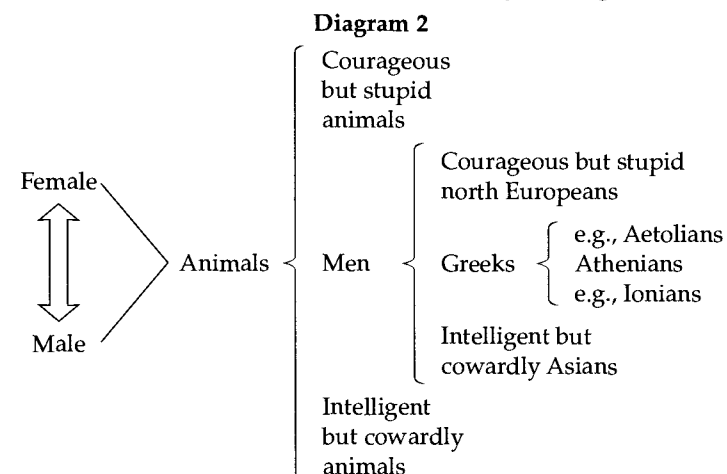 Diagram 2
Courageous
but stupid
animals
Courageous but stupid
north Europeans
Female
e.g., Aetolians
Animals
Men
Greeks
Athenians
e.g., Ionians
Male
Intelligent but
cowardly Asians
Intelligent
but cowardly
animals